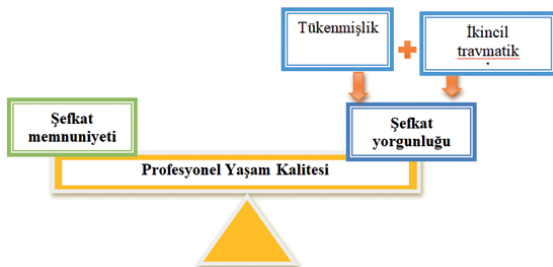 Tükenmişlik
İkincil
travmatik
.
Şefkat
memnuniyeti
Şefkat
yorgunluğu
Profesyonel Yaşam Kalitesi